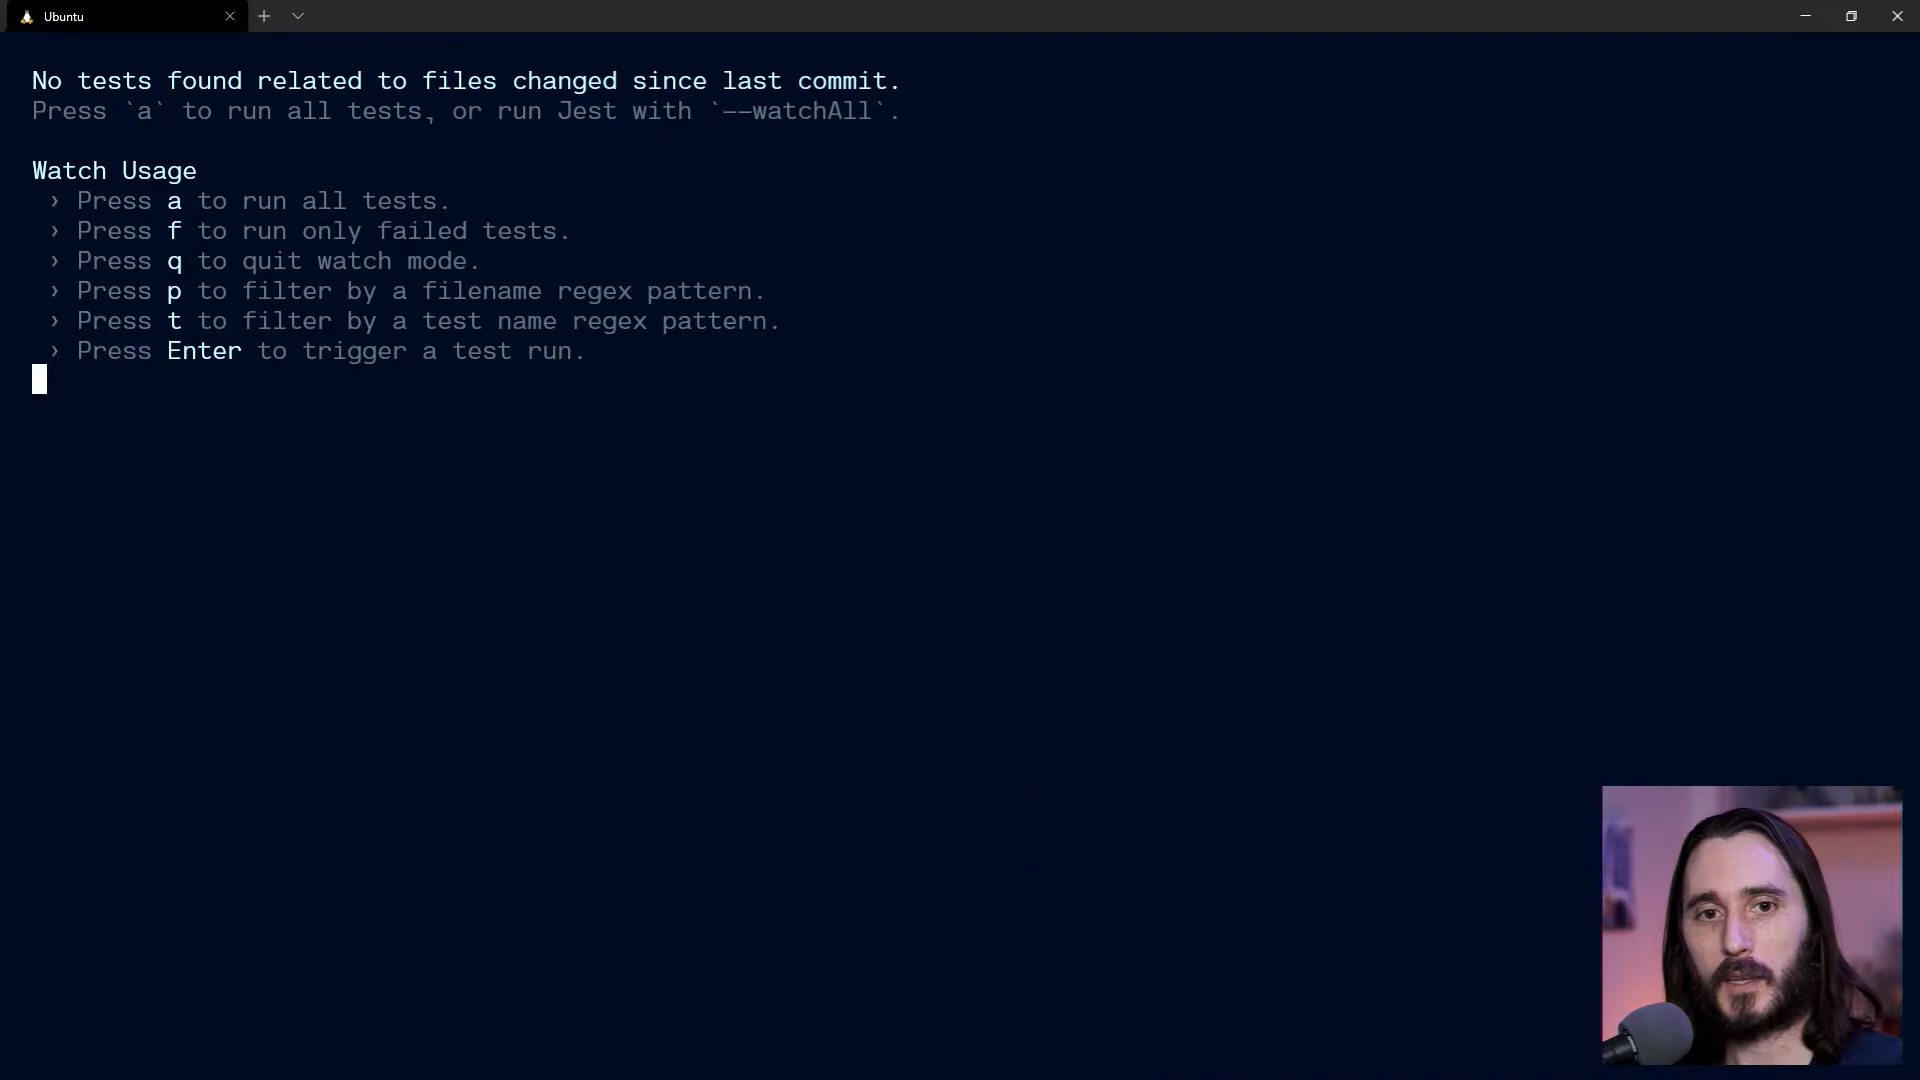 Ubuntu
No tests found related to files changed since last commit.
Press `a` to run all tests, or run Jest with `--watchAll`.
Watch Usage
› Press a to run all tests.
› Press f to run only failed tests.
› Press q to quit watch mode.
› Press p to filter by a filename regex pattern.
› Press t to filter by a test name regex pattern.
› Press Enter to trigger a test run.